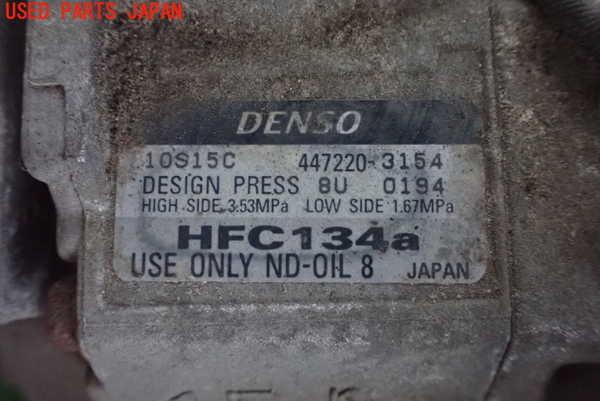 USED PARTS JAPAN
DENSO
10S15C 447220-3154
DESIGN PRESS 8U 0194
HIGH SIDE 3.53MPa LOW SIDE 1.67MPa
HFC134a
USE ONLY ND-OIL 8 JAPAN